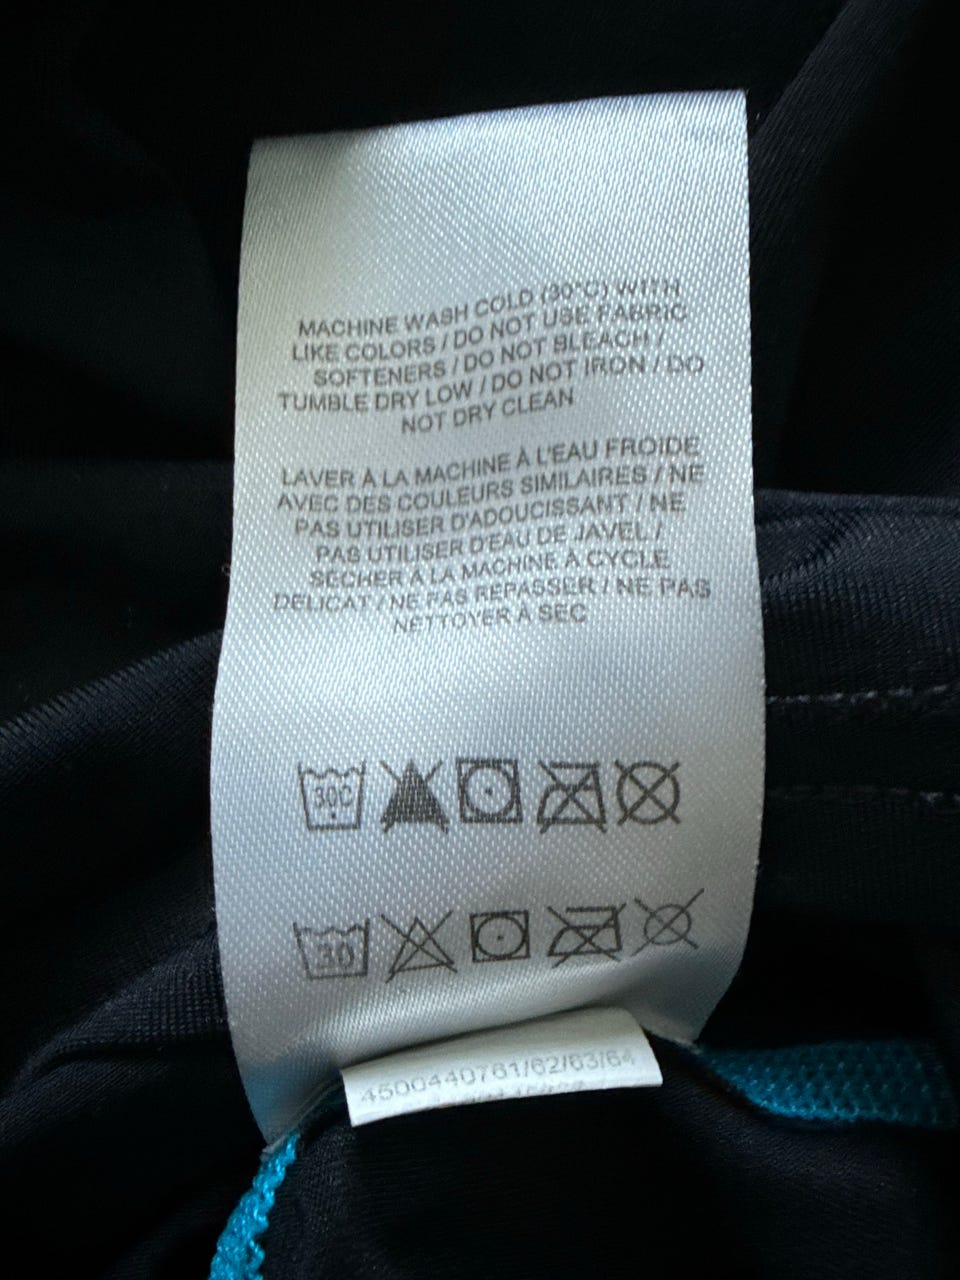 MACHINE WASH COLD (30°C) WITH
LIKE COLORS / DO NOT USE FABRIC
SOFTENERS / DO NOT BLEACH /
TUMBLE DRY LOW / DO NOT IRON / DO
NOT DRY CLEAN
LAVER À LA MACHINE À L'EAU FROIDE
AVEC DES COULEURS SIMILAIRES / NE
PAS UTILISER D'ADOUCISSANT / NE
PAS UTILISER D'EAU DE JAVEL /
SÉCHER À LA MACHINE À CYCLE
DELICAT / NE PAS REPASSER / NE PAS
NETTOYER À SEC
30C
30
4500440761/62/63/64